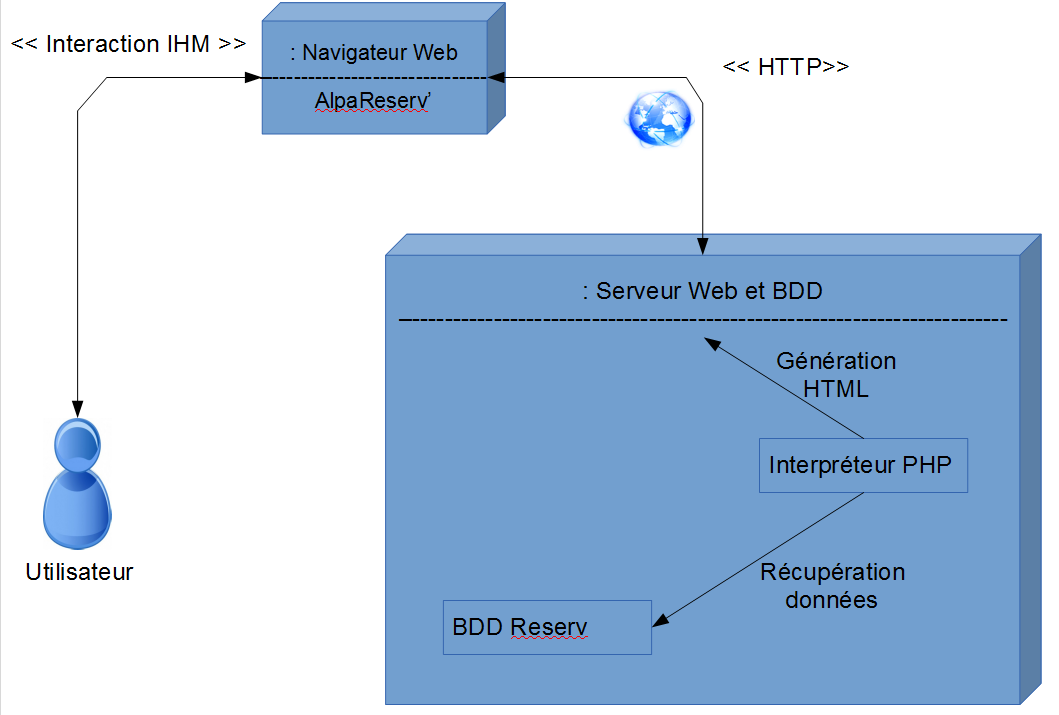 << Interaction IHM >>
: Navigateur Web
AlpaReserv’
<< HTTP>>
: Serveur Web et BDD
Génération
HTML
Interpréteur PHP
Récupération
données
BDD Reserv
Utilisateur